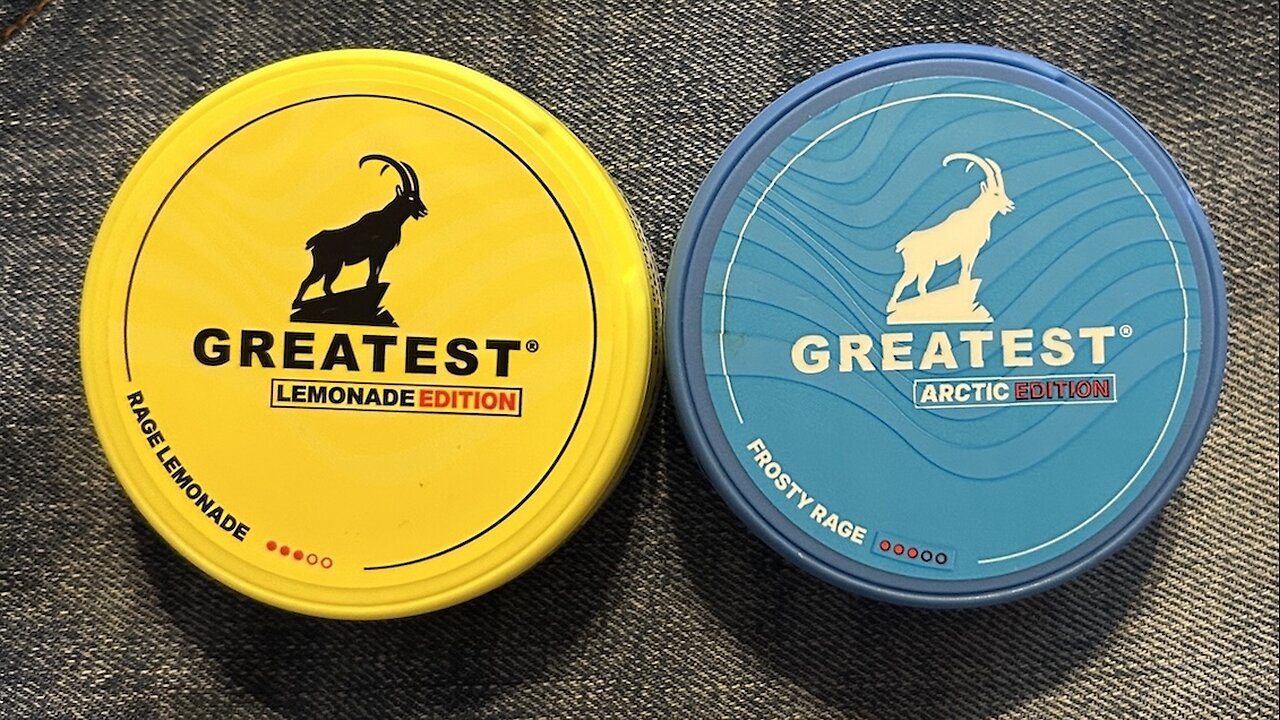 GREATEST®
LEMONADE EDITION
RAGE LEMONADE
GREATEST®
ARCTIC EDITION
FROSTY RAGE